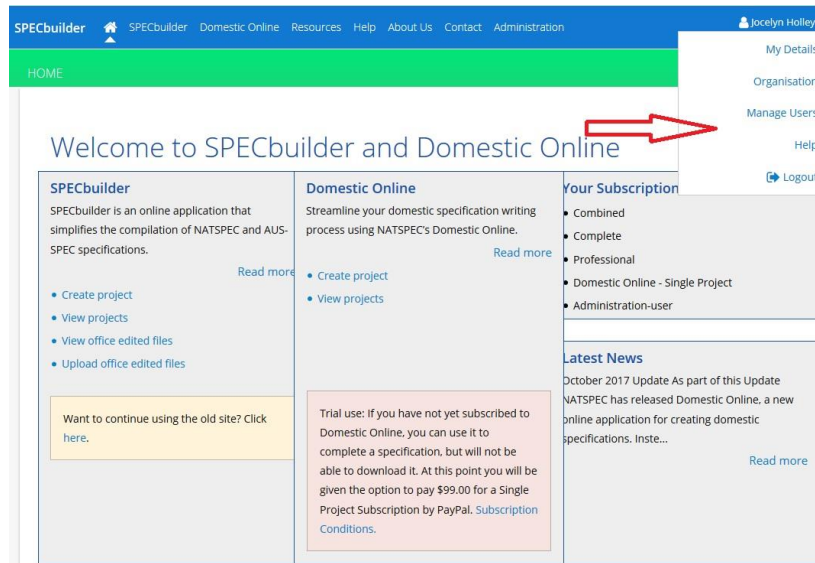 SPECbuilder SPECbuilder Domestic Online Resources Help About Us Contact Administration Jocelyn Holley
My Details
HOME
Organisation
Manage Users
Help
Logout
Welcome to SPECbuilder and Domestic Online
SPECbuilder
SPECbuilder is an online application that
simplifies the compilation of NATSPEC and AUS-
SPEC specifications.
Read more
• Create project
• View projects
• View office edited files
• Upload office edited files
Want to continue using the old site? Click
here.
Domestic Online
Streamline your domestic specification writing
process using NATSPEC's Domestic Online.
Read more
• Create project
• View projects
Trial use: If you have not yet subscribed to
Domestic Online, you can use it to
complete a specification, but will not be
able to download it. At this point you will be
given the option to pay $99.00 for a Single
Project Subscription by PayPal. Subscription
Conditions.
Your Subscription
• Combined
• Complete
• Professional
• Domestic Online - Single Project
• Administration-user
Latest News
October 2017 Update As part of this Update
NATSPEC has released Domestic Online, a new
online application for creating domestic
specifications. Inste...
Read more